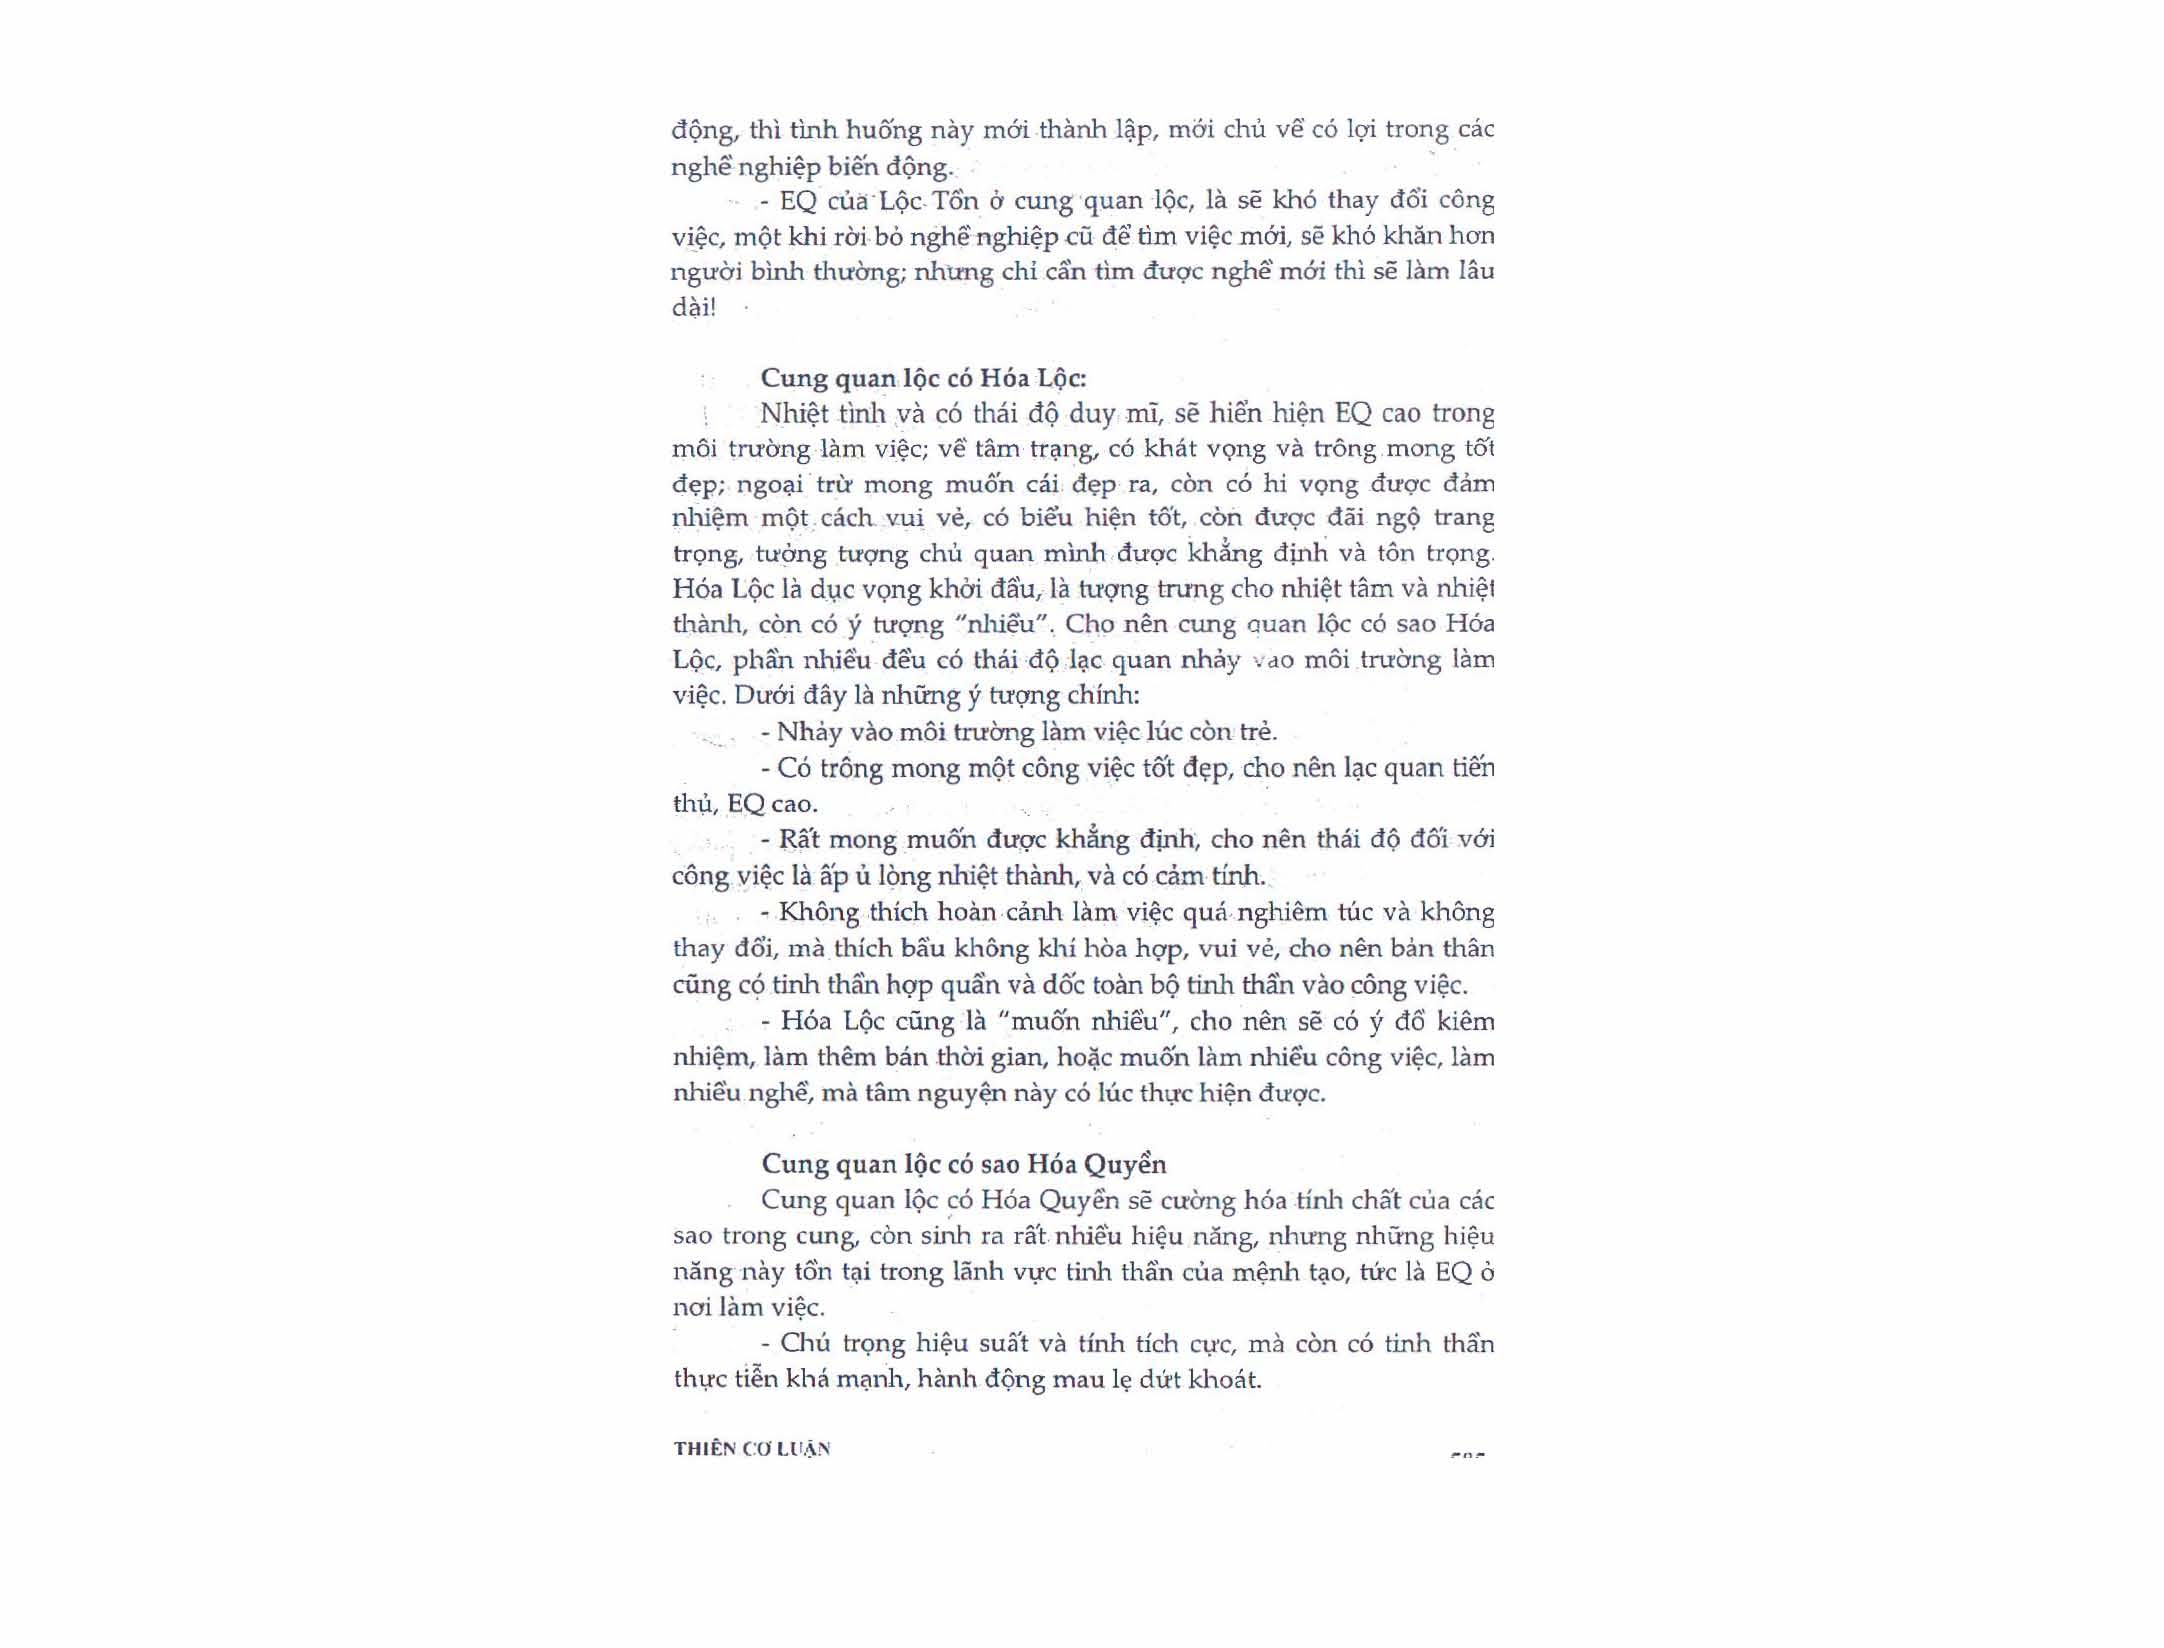 động, thì tình huống này mới thành lập, mới chủ về có lợi trong các
nghề nghiệp biến động.
- EQ của Lộc Tồn ở cung quan lộc, là sẽ khó thay đổi công
việc, một khi rời bỏ nghề nghiệp cũ để tìm việc mới, sẽ khó khăn hơn
người bình thường; nhưng chỉ cần tìm được nghề mới thì sẽ làm lâu
dài!
Cung quan lộc có Hóa Lộc:
Nhiệt tình và có thái độ duy mĩ, sẽ hiển hiện EQ cao trong
môi trường làm việc; về tâm trạng, có khát vọng và trông mong tốt
đẹp; ngoại trừ mong muốn cái đẹp ra, còn có hi vọng được đảm
nhiệm một cách vui vẻ, có biểu hiện tốt, còn được đãi ngộ trang
trọng, tưởng tượng chủ quan mình được khẳng định và tôn trọng.
Hóa Lộc là dục vọng khởi đầu, là tượng trưng cho nhiệt tâm và nhiệt
thành, còn có ý tượng "nhiều". Cho nên cung quan lộc có sao Hóa
Lộc, phần nhiều đều có thái độ lạc quan nhảy vào môi trường làm
việc. Dưới đây là những ý tượng chính:
- Nhảy vào môi trường làm việc lúc còn trẻ.
- Có trông mong một công việc tốt đẹp, cho nên lạc quan tiến
thủ, EQ cao.
- Rất mong muốn được khẳng định, cho nên thái độ đối với
công việc là ấp ủ lòng nhiệt thành, và có cảm tính.
- Không thích hoàn cảnh làm việc quá nghiêm túc và không
thay đổi, mà thích bầu không khí hòa hợp, vui vẻ, cho nên bản thân
cũng có tinh thần hợp quần và dốc toàn bộ tinh thần vào công việc.
- Hóa Lộc cũng là "muốn nhiều", cho nên sẽ có ý đồ kiêm
nhiệm, làm thêm bán thời gian, hoặc muốn làm nhiều công việc, làm
nhiều nghề, mà tâm nguyện này có lúc thực hiện được.
Cung quan lộc có sao Hóa Quyền
Cung quan lộc có Hóa Quyền sẽ cường hóa tính chất của các
sao trong cung, còn sinh ra rất nhiều hiệu năng, nhưng những hiệu
năng này tồn tại trong lãnh vực tinh thần của mệnh tạo, tức là EQ ở
nơi làm việc.
- Chú trọng hiệu suất và tính tích cực, mà còn có tinh thần
thực tiễn khá mạnh, hành động mau lẹ dứt khoát.
THIÊN CƠ LUẬN